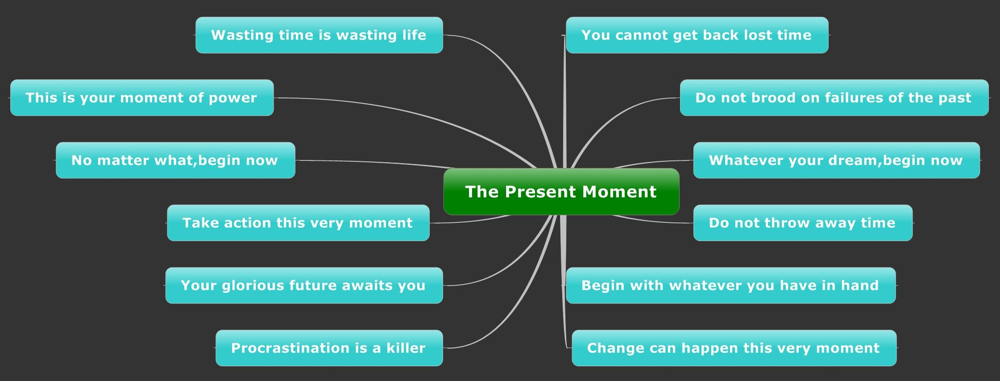 Wasting time is wasting life
You cannot get back lost time
This is your moment of power
Do not brood on failures of the past
No matter what,begin now
Whatever your dream,begin now
The Present Moment
Take action this very moment
Do not throw away time
Your glorious future awaits you
Begin with whatever you have in hand
Procrastination is a killer
Change can happen this very moment